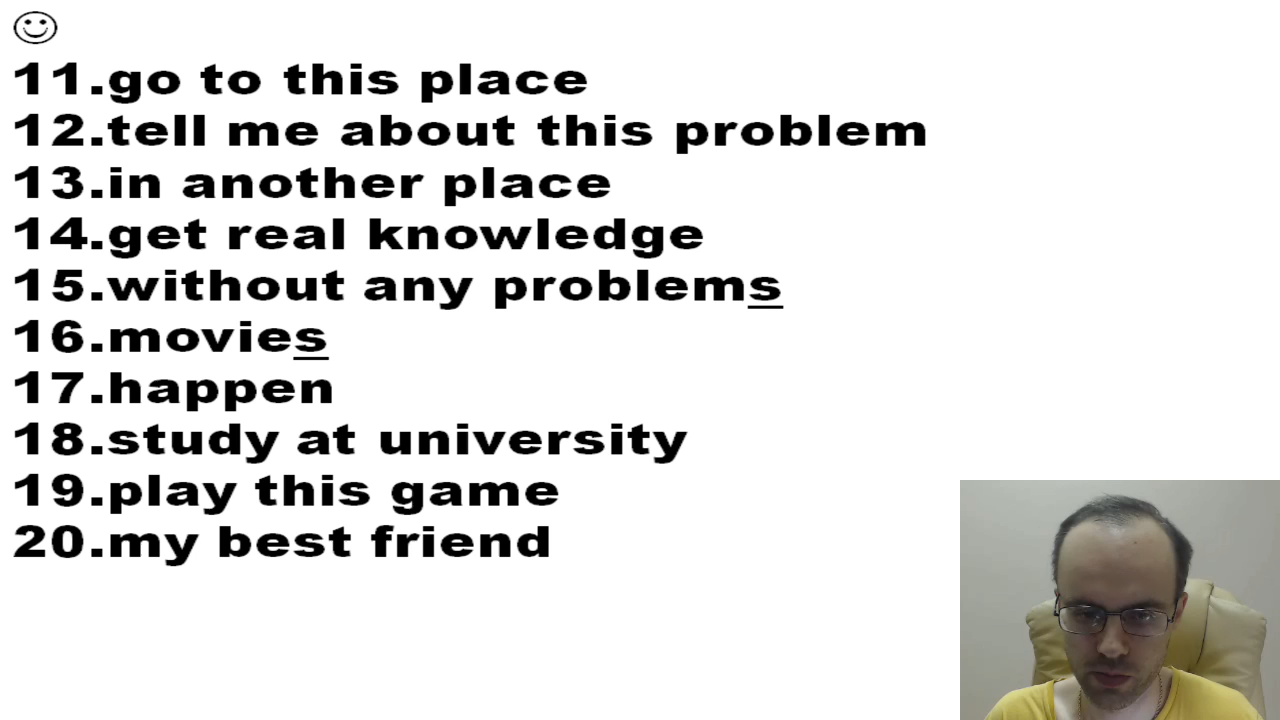 11.go to this place
12.tell me about this problem
13.in another place
14.get real knowledge
15.without any problems
16.movies
17.happen
18.study at university
19.play this game
20.my best friend